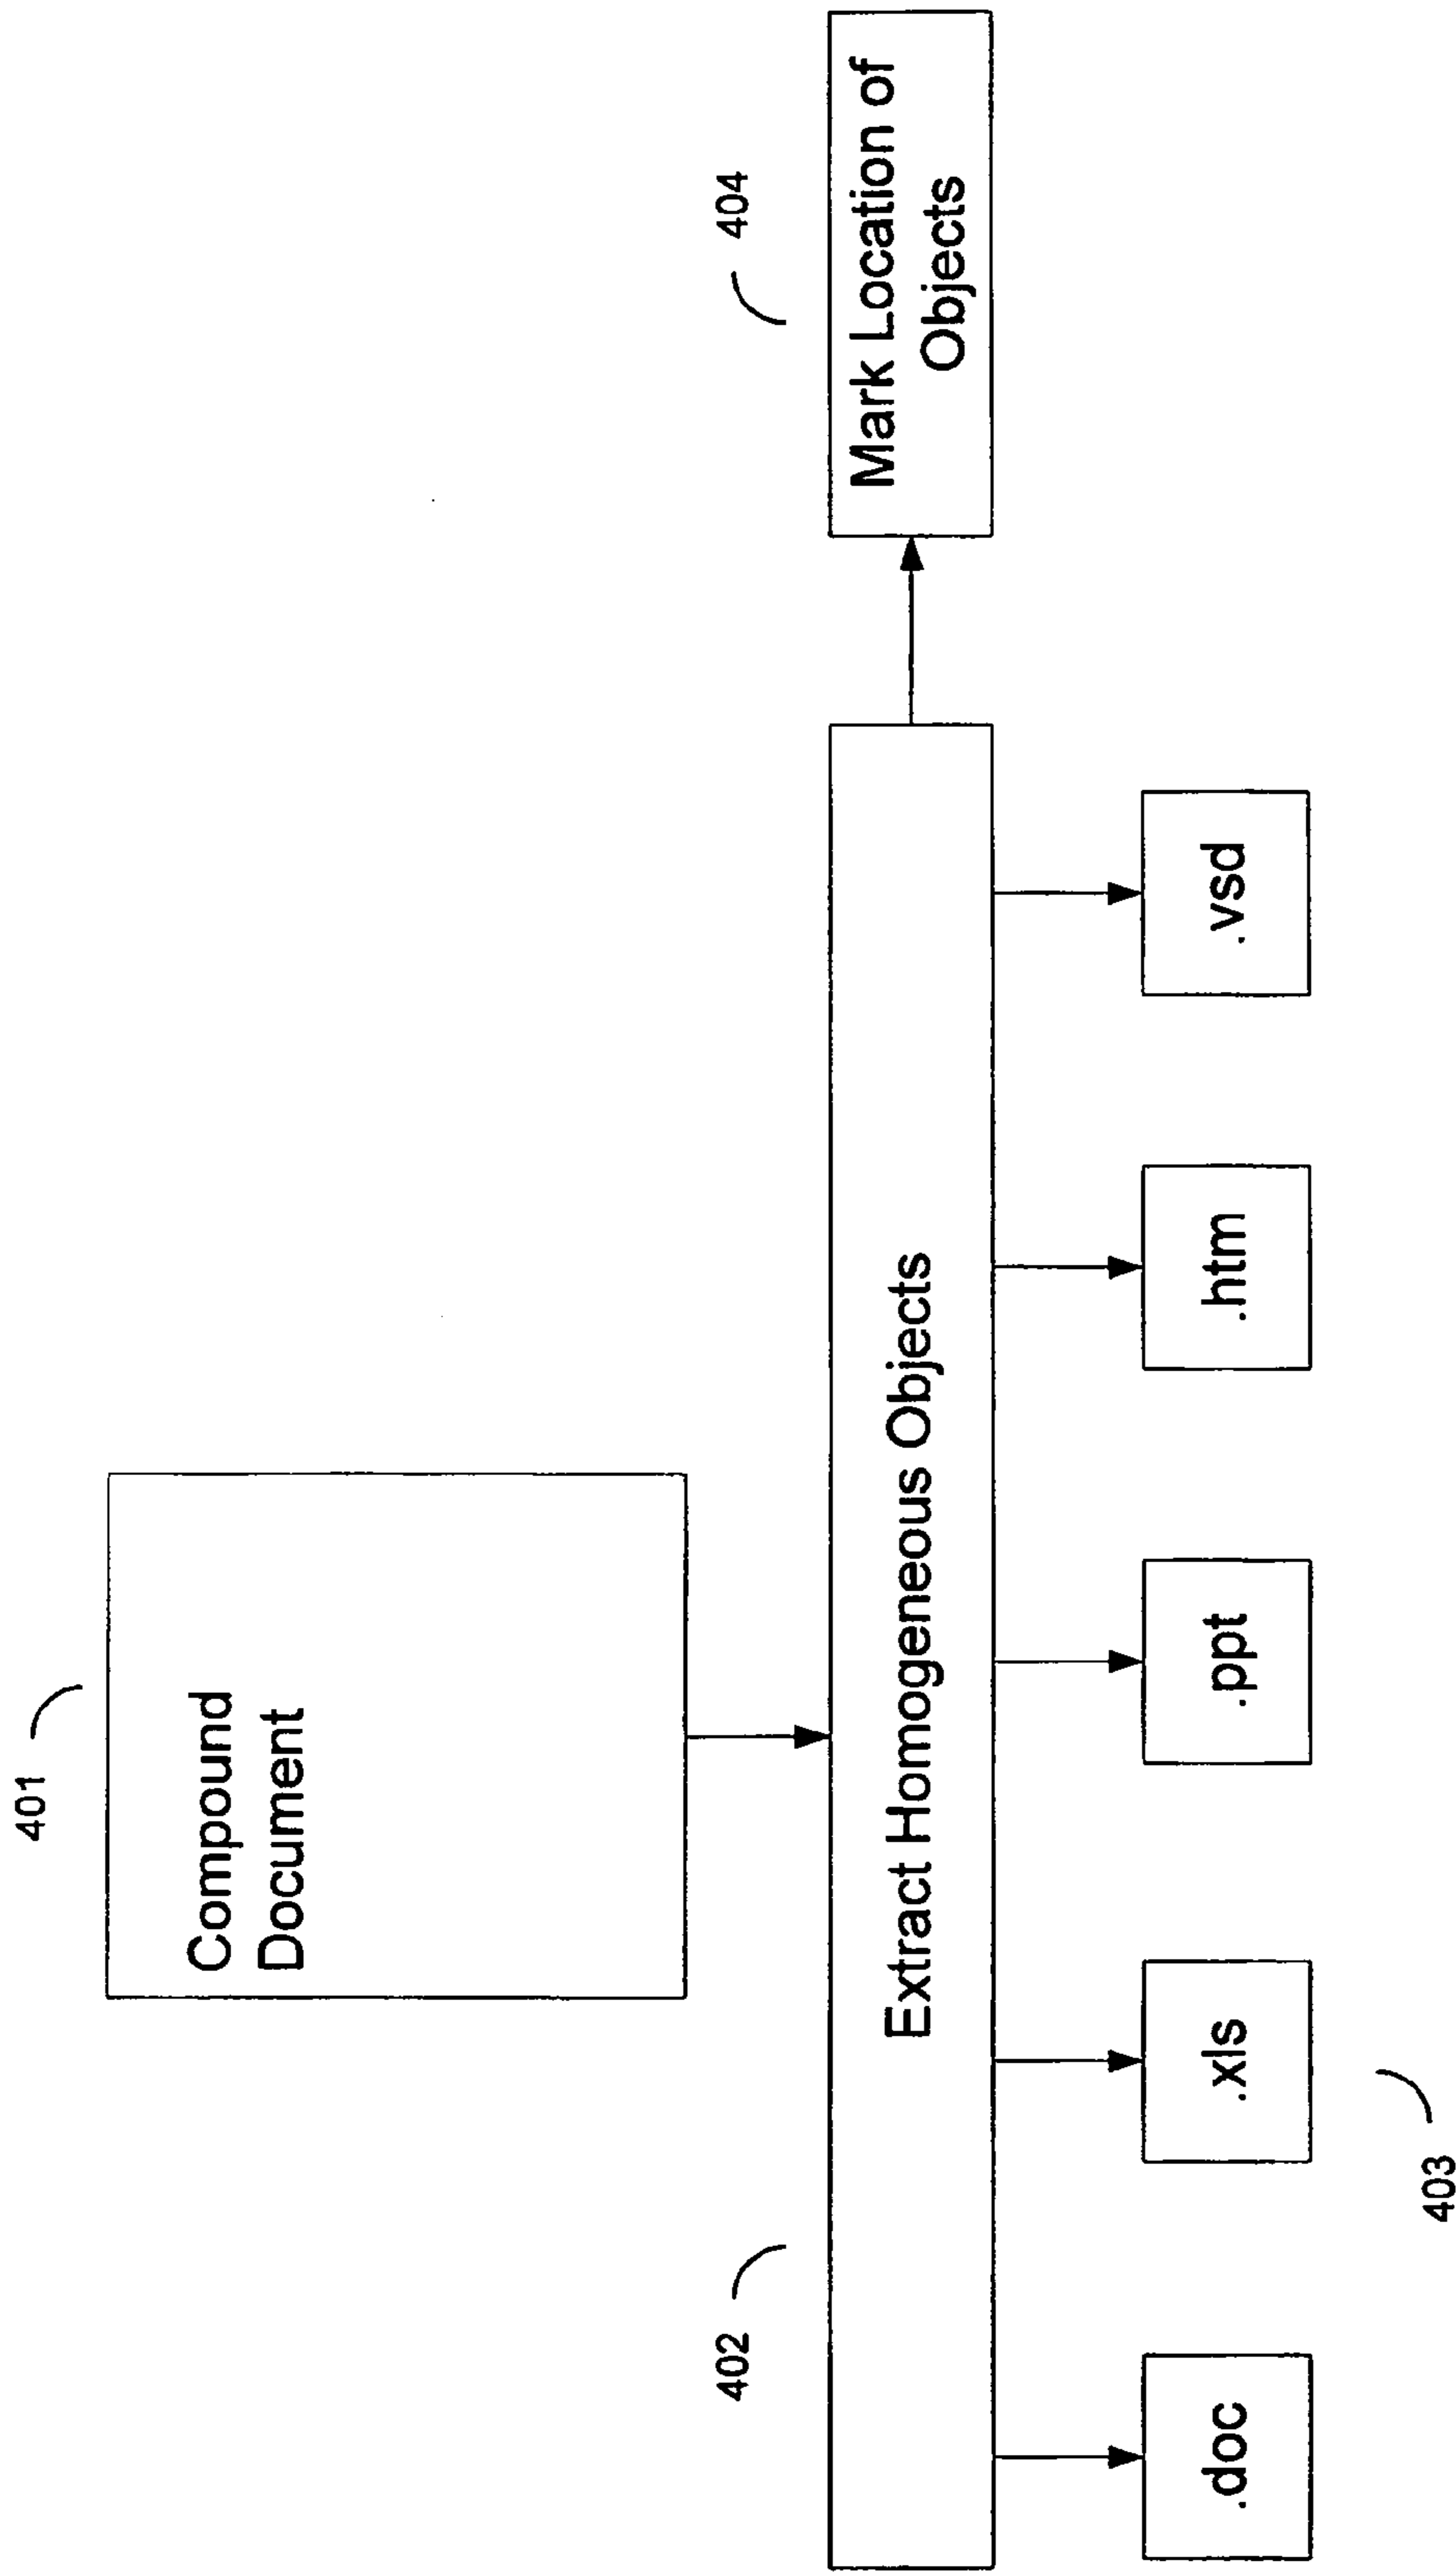 401
Compound
Document
402
404
Extract Homogeneous Objects
Mark Location of
Objects
.doc
.xls
.ppt
.htm
.vsd
403